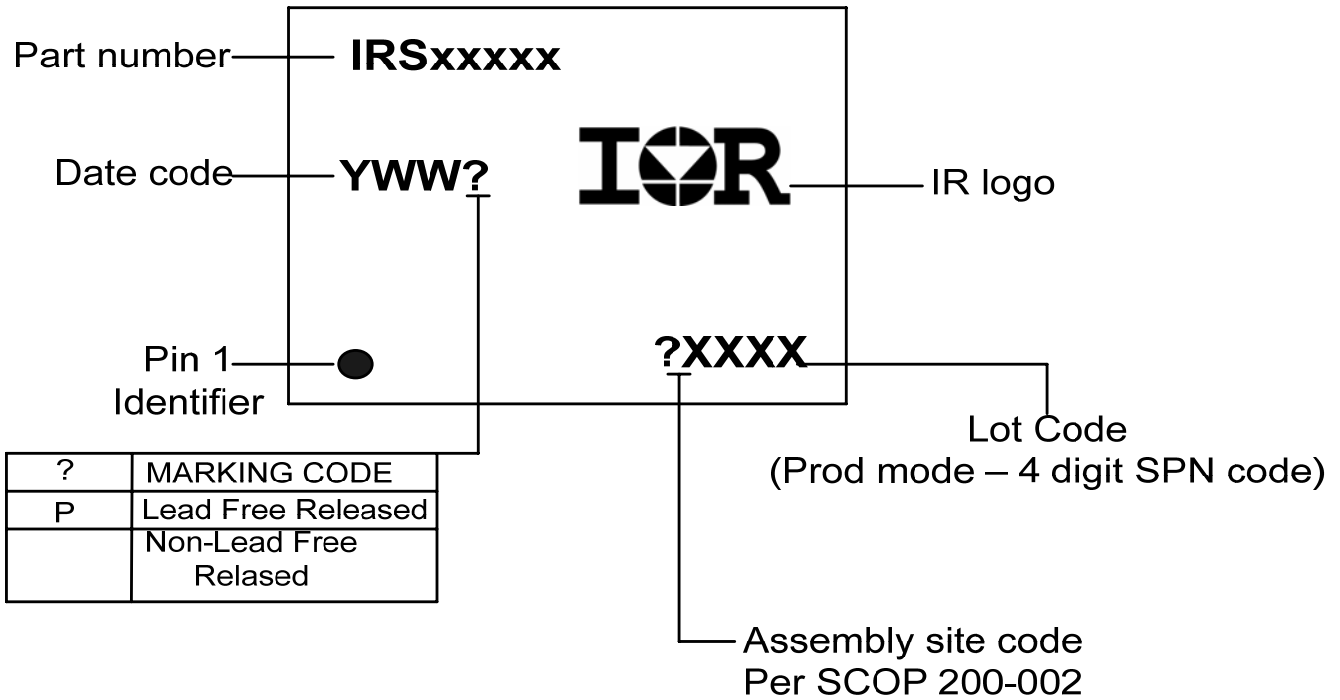 Part number
IRSxxxxx
Date code
YWW?
IOR
IR logo
Pin 1
Identifier
?XXXX
Lot Code
(Prod mode – 4 digit SPN code)
? MARKING CODE
P Lead Free Released
Non-Lead Free
Relased
Assembly site code
Per SCOP 200-002